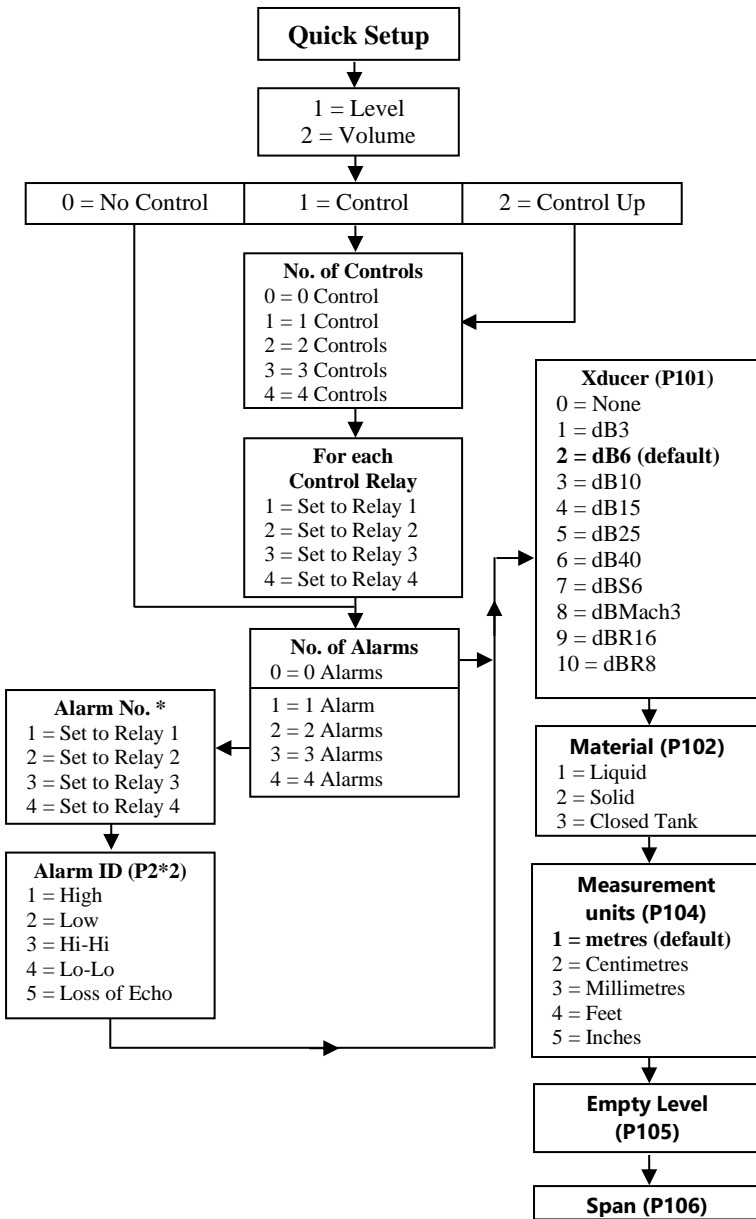 Quick Setup
1 = Level
2 = Volume
0 = No Control
1 = Control
2 = Control Up
No. of Controls
0 = 0 Control
1 = 1 Control
2 = 2 Controls
3 = 3 Controls
4 = 4 Controls
For each
Control Relay
1 = Set to Relay 1
2 = Set to Relay 2
3 = Set to Relay 3
4 = Set to Relay 4
No. of Alarms
0 = 0 Alarms
1 = 1 Alarm
2 = 2 Alarms
3 = 3 Alarms
4 = 4 Alarms
Alarm No. *
1 = Set to Relay 1
2 = Set to Relay 2
3 = Set to Relay 3
4 = Set to Relay 4
Alarm ID (P2*2)
1 = High
2 = Low
3 = Hi-Hi
4 = Lo-Lo
5 = Loss of Echo
Xducer (P101)
0 = None
1 = dB3
2 = dB6 (default)
3 = dB10
4 = dB15
5 = dB25
6 = dB40
7 = dBS6
8 = dBMach3
9 = dBR16
10 = dBR8
Material (P102)
1 = Liquid
2 = Solid
3 = Closed Tank
Measurement
units (P104)
1 = metres (default)
2 = Centimetres
3 = Millimetres
4 = Feet
5 = Inches
Empty Level
(P105)
Span (P106)